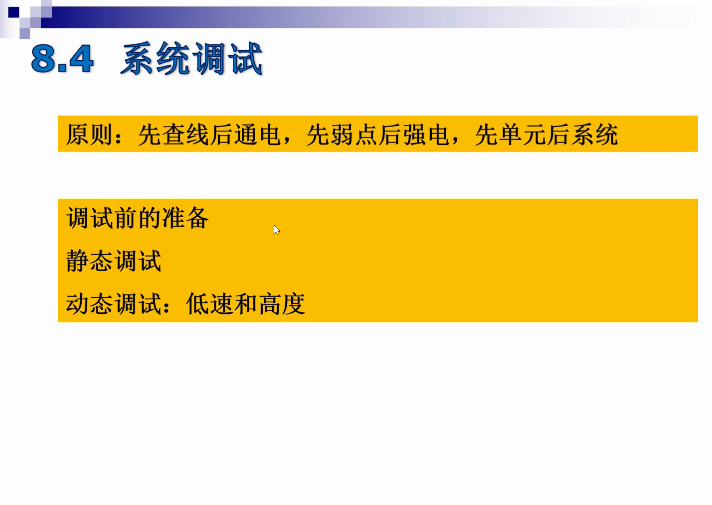 8.4 系统调试
原则：先查线后通电，先弱点后强电，先单元后系统
调试前的准备
静态调试
动态调试：低速和高度